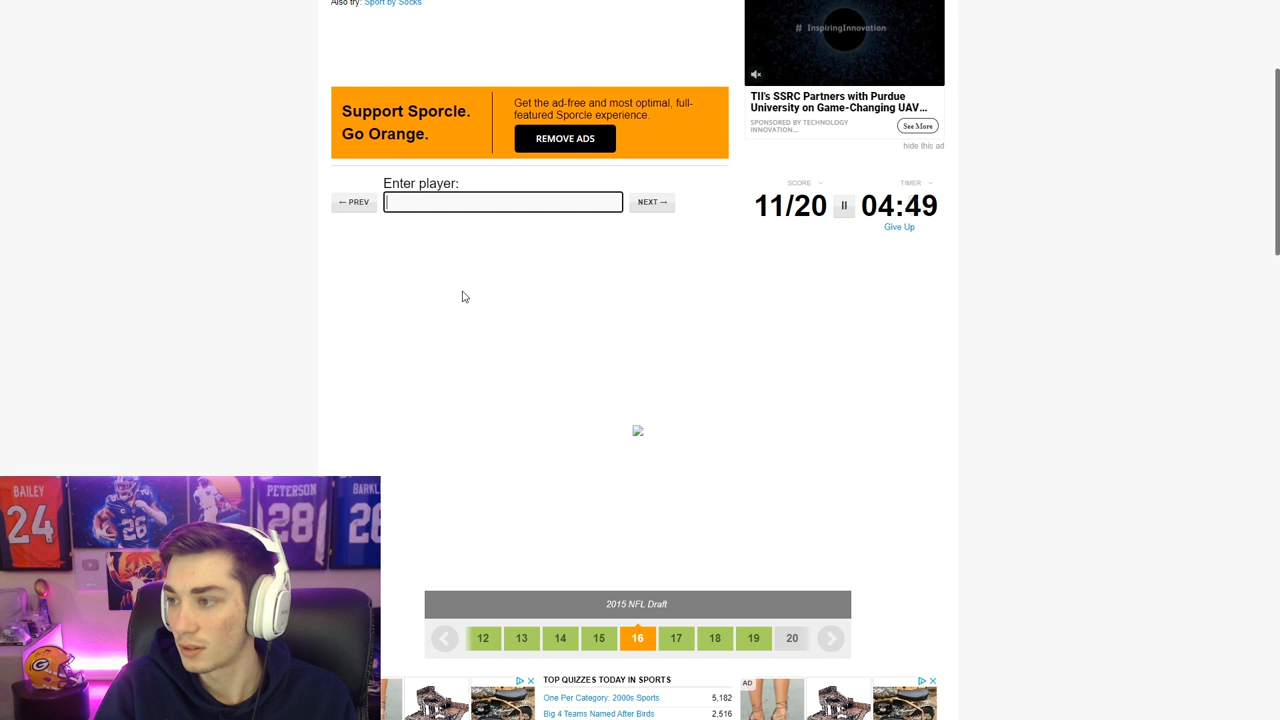 Also try: Sport by Socks
# InspiringInnovation
Support Sporcle.
Go Orange.
Get the ad-free and most optimal, full-
featured Sporcle experience.
REMOVE ADS
TII's SSRC Partners with Purdue
University on Game-Changing UAV...
SPONSORED BY TECHNOLOGY
INNOVATION...
See More
hide this ad
Enter player:
← PREV
NEXT →
SCORE
TIMER
11/20
04:49
Give Up
2015 NFL Draft
12 13 14 15 16 17 18 19 20
TOP QUIZZES TODAY IN SPORTS
One Per Category: 2000s Sports 5,182
Big 4 Teams Named After Birds 2,516
AD
BAILEY
24
26
PETERSON
28
BARKL
26